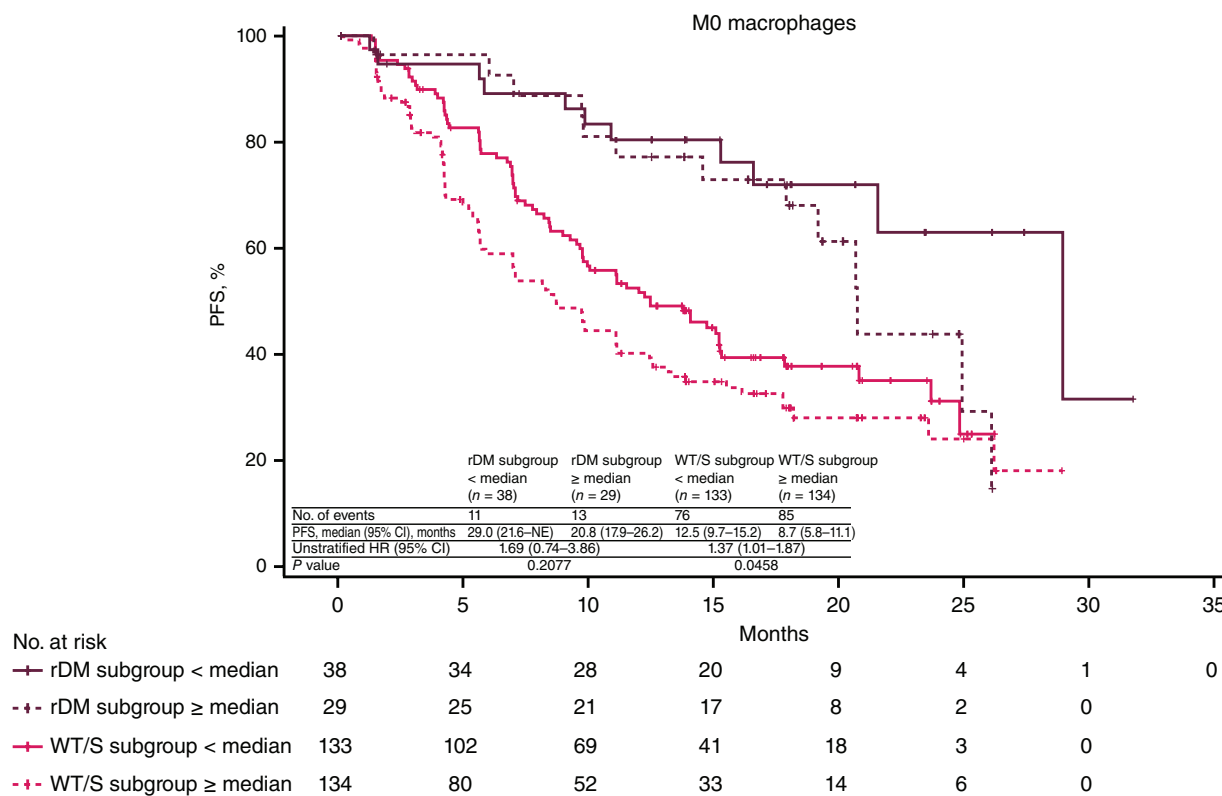 M0 macrophages
100
80
60
40
20
0
PFS, %
rDM subgroup < median (n = 38)
rDM subgroup ≥ median (n = 29)
WT/S subgroup < median (n = 133)
WT/S subgroup ≥ median (n = 134)
No. of events 11 13 76 85
PFS, median (95% CI), months 29.0 (21.6–NE) 20.8 (17.9–26.2) 12.5 (9.7–15.2) 8.7 (5.8–11.1)
Unstratified HR (95% CI) 1.69 (0.74–3.86) 1.37 (1.01–1.87)
P value 0.2077 0.0458
0 5 10 15 20 25 30 35
Months
No. at risk
rDM subgroup < median 38 34 28 20 9 4 1 0
rDM subgroup ≥ median 29 25 21 17 8 2 0
WT/S subgroup < median 133 102 69 41 18 3 0
WT/S subgroup ≥ median 134 80 52 33 14 6 0